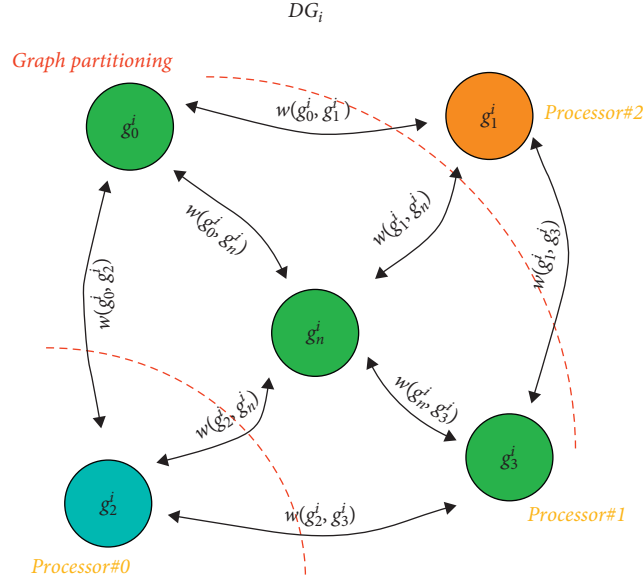 DG_i
Graph partitioning
w(g_0^i, g_1^i)
g_0^i
g_1^i
Processor#2
w(g_0^i, g_n^i)
w(g_1^i, g_n^i)
w(g_1^i, g_3^i)
w(g_0^i, g_2^i)
g_n^i
w(g_2^i, g_n^i)
w(g_n^i, g_3^i)
g_3^i
g_2^i
w(g_2^i, g_3^i)
Processor#1
Processor#0